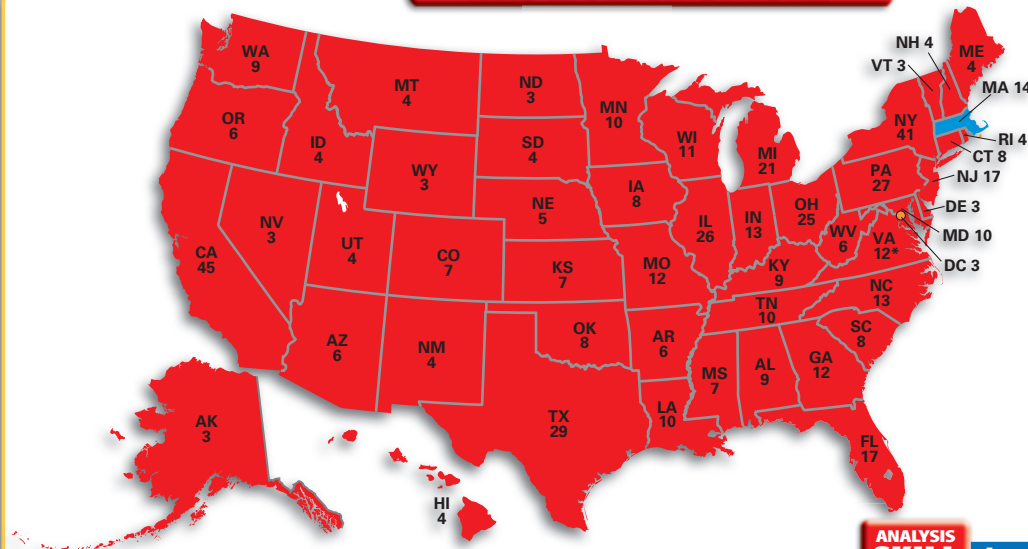 WA
9
OR
6
ID
4
MT
4
ND
3
SD
4
MN
10
WI
11
MI
21
NH 4
VT 3
ME
4
MA 14
NY
41
RI 4
CT 8
NJ 17
PA
27
DE 3
MD 10
DC 3
WY
3
NE
5
IA
8
IL
26
IN
13
OH
25
WV
6
VA
12*
CA
45
NV
3
UT
4
CO
7
KS
7
MO
12
KY
9
NC
13
TN
10
SC
8
AZ
6
NM
4
OK
8
AR
6
MS
7
AL
9
GA
12
TX
29
LA
10
FL
17
AK
3
HI
4
ANALYSIS